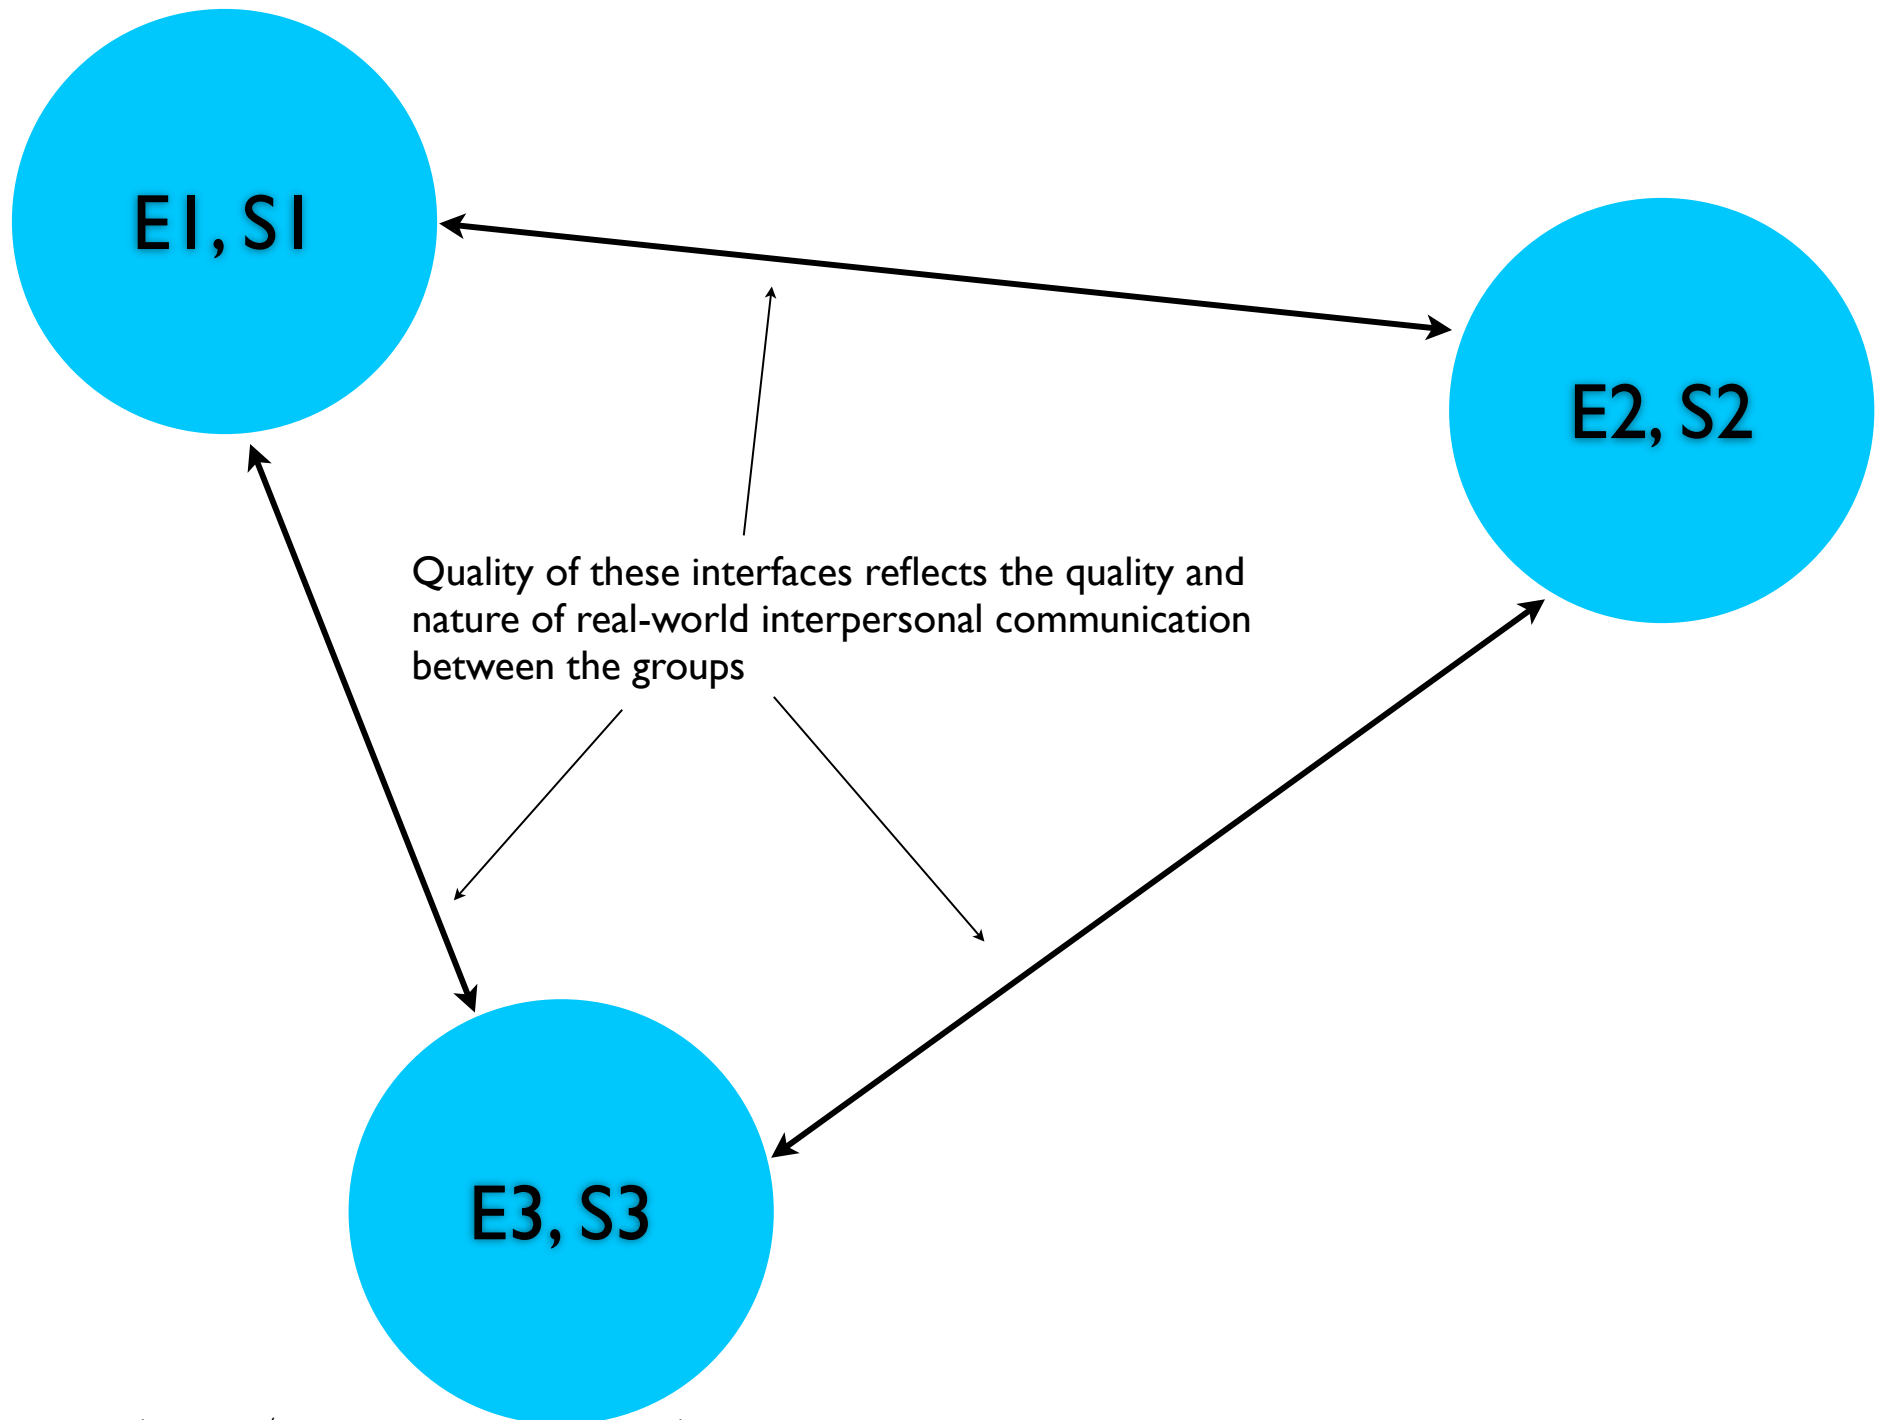 E1, S1
E2, S2
Quality of these interfaces reflects the quality and
nature of real-world interpersonal communication
between the groups
E3, S3